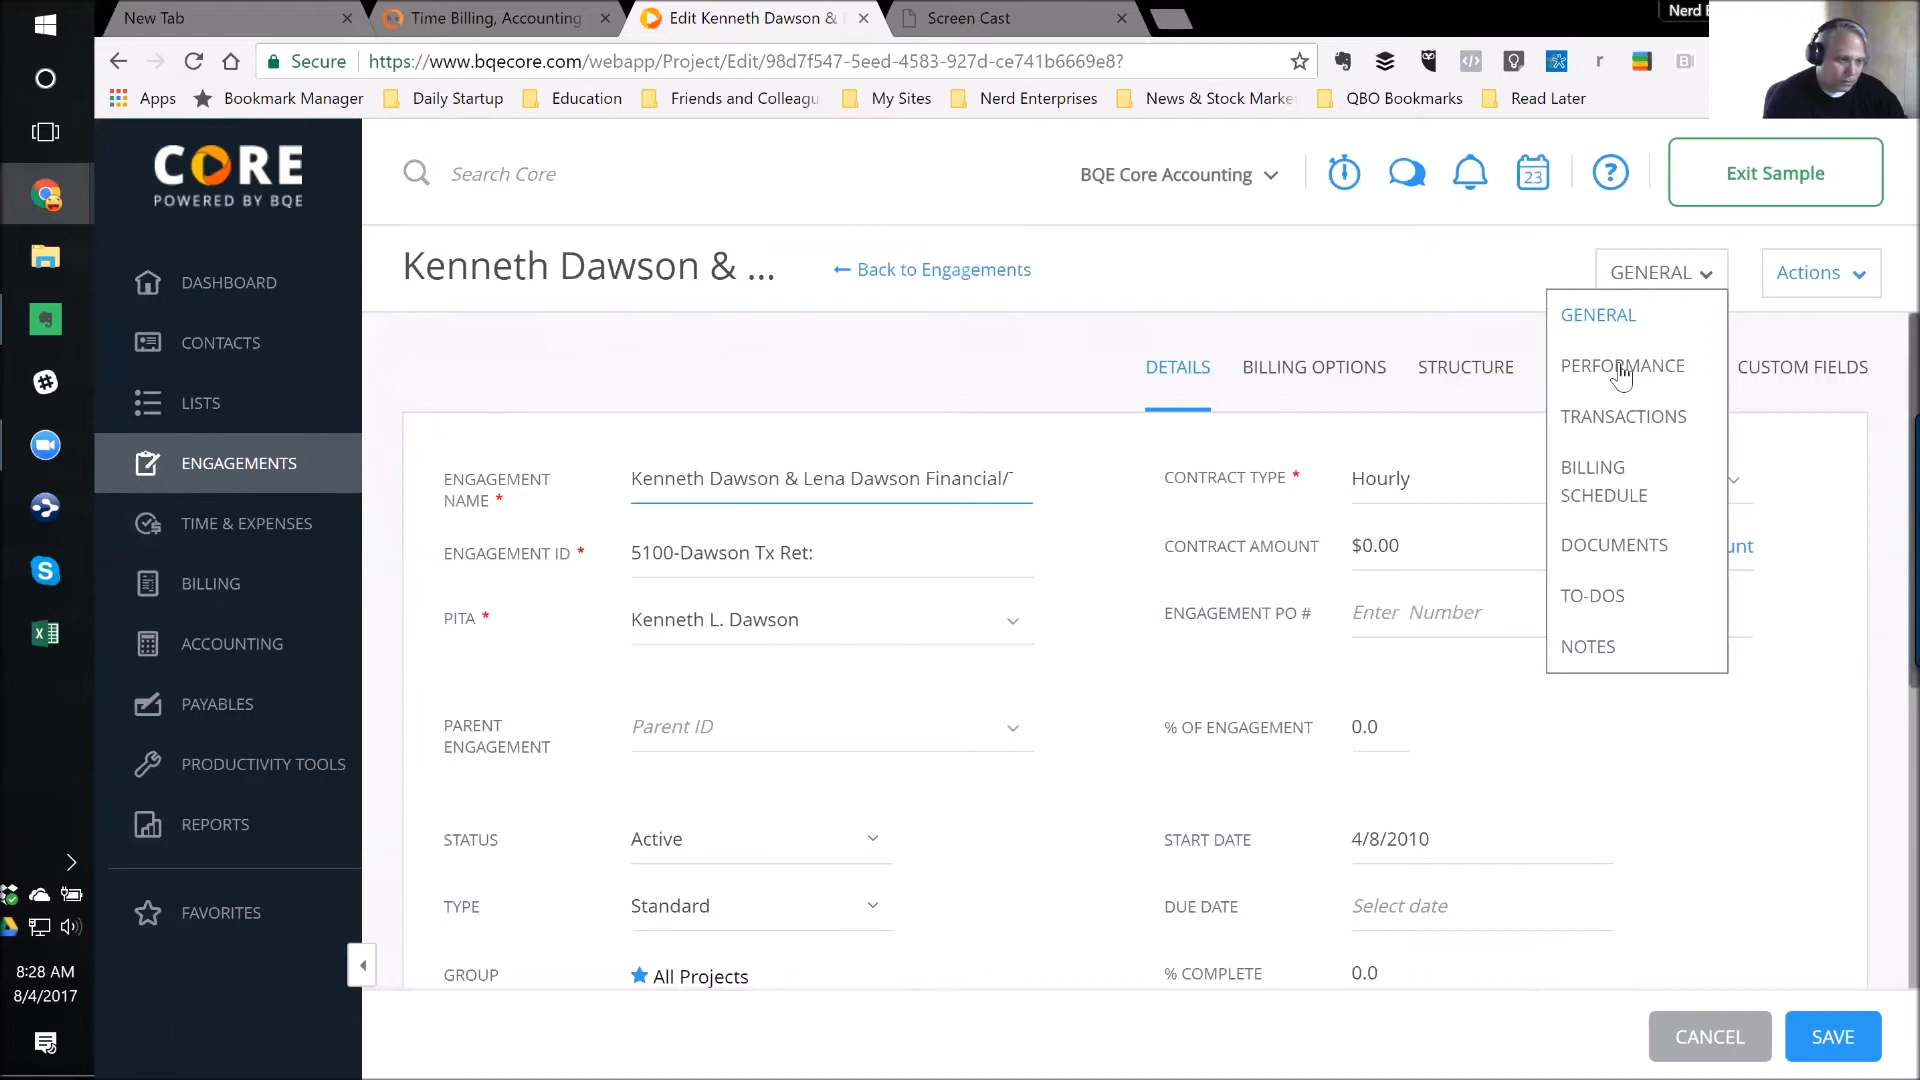 New Tab
Time Billing, Accounting
Edit Kenneth Dawson &
Screen Cast
Secure
https://www.bqecore.com/webapp/Project/Edit/98d7f547-5eed-4583-927d-ce741b6669e8?
Apps
Bookmark Manager
Daily Startup
Education
Friends and Colleagu
My Sites
Nerd Enterprises
News & Stock Marke
QBO Bookmarks
Read Later
CORE
POWERED BY BQE
Search Core
BQE Core Accounting
23
?
Exit Sample
Kenneth Dawson & ...
Back to Engagements
GENERAL
Actions
GENERAL
PERFORMANCE
TRANSACTIONS
BILLING
SCHEDULE
DOCUMENTS
TO-DOS
NOTES
DETAILS
BILLING OPTIONS
STRUCTURE
CUSTOM FIELDS
DASHBOARD
CONTACTS
LISTS
ENGAGEMENTS
TIME & EXPENSES
BILLING
ACCOUNTING
PAYABLES
PRODUCTIVITY TOOLS
REPORTS
FAVORITES
ENGAGEMENT
NAME *
Kenneth Dawson & Lena Dawson Financial/
ENGAGEMENT ID *
5100-Dawson Tx Ret:
PITA *
Kenneth L. Dawson
PARENT
ENGAGEMENT
Parent ID
STATUS
Active
TYPE
Standard
GROUP
All Projects
CONTRACT TYPE *
Hourly
CONTRACT AMOUNT
$0.00
unt
ENGAGEMENT PO #
Enter Number
% OF ENGAGEMENT
0.0
START DATE
4/8/2010
DUE DATE
Select date
% COMPLETE
0.0
CANCEL
SAVE
8:28 AM
8/4/2017